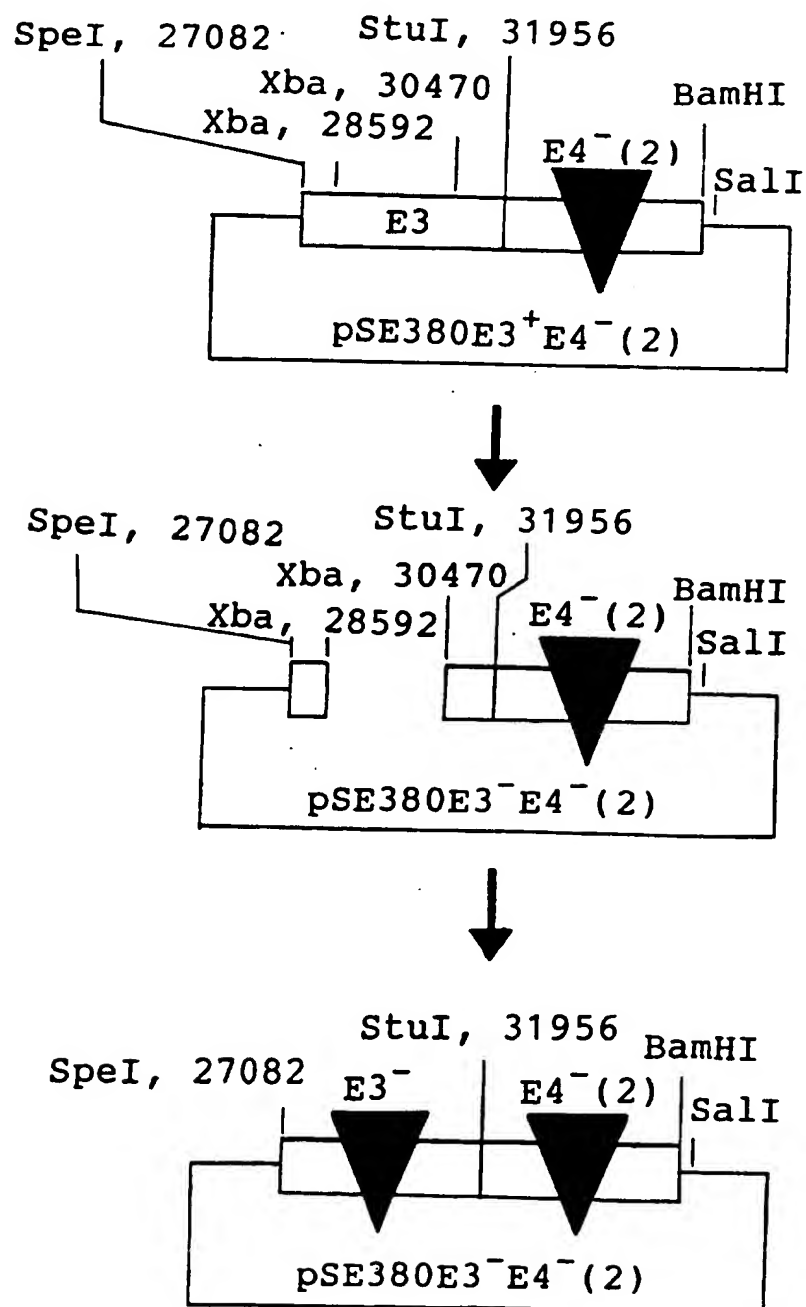 SpeI, 27082 StuI, 31956
Xba, 30470
Xba, 28592
BamHI
E4⁻(2)
SalI
E3
pSE380E3⁺E4⁻(2)
SpeI, 27082 StuI, 31956
Xba, 30470
Xba, 28592
E4⁻(2)
BamHI
SalI
pSE380E3⁻E4⁻(2)
StuI, 31956
BamHI
SpeI, 27082
E3⁻
E4⁻(2)
SalI
pSE380E3⁻E4⁻(2)